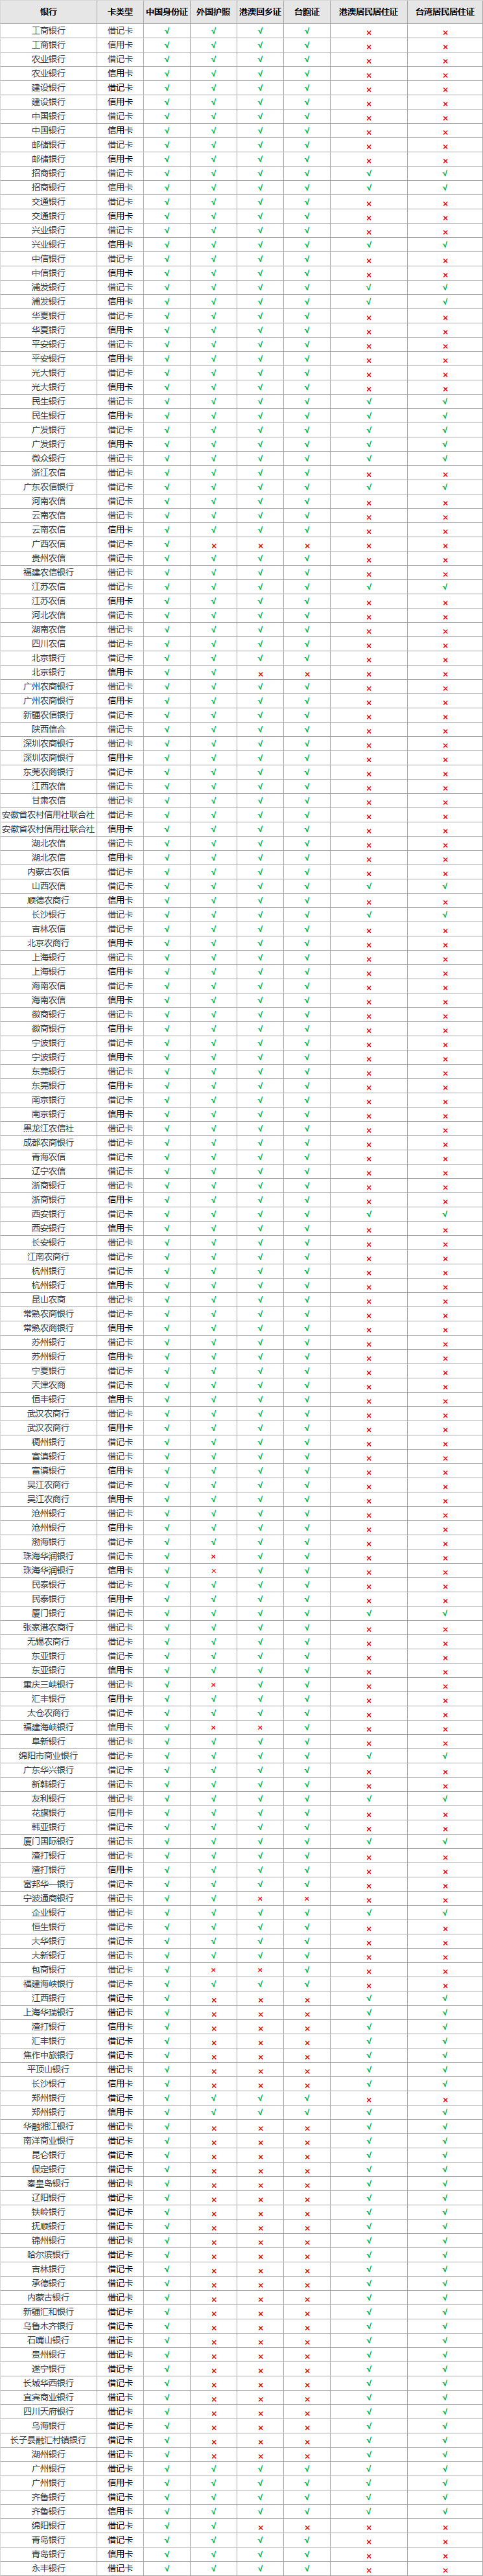 银行 卡类型 中国身份证 外国护照 港澳回乡证 台胞证 港澳居民居住证 台湾居民居住证
工商银行 借记卡 √ √ √ √ × ×
工商银行 信用卡 √ √ √ √ × ×
农业银行 借记卡 √ √ √ √ × ×
农业银行 信用卡 √ √ √ √ × ×
建设银行 借记卡 √ √ √ √ × ×
建设银行 信用卡 √ √ √ √ × ×
中国银行 借记卡 √ √ √ √ × ×
中国银行 信用卡 √ √ √ √ × ×
邮储银行 借记卡 √ √ √ √ × ×
邮储银行 信用卡 √ √ √ √ × ×
招商银行 借记卡 √ √ √ √ √ √
招商银行 信用卡 √ √ √ √ √ √
交通银行 借记卡 √ √ √ √ × ×
交通银行 信用卡 √ √ √ √ × ×
兴业银行 借记卡 √ √ √ √ × ×
兴业银行 信用卡 √ √ √ √ √ √
中信银行 借记卡 √ √ √ √ × ×
中信银行 信用卡 √ √ √ √ × ×
浦发银行 借记卡 √ √ √ √ √ √
浦发银行 信用卡 √ √ √ √ √ √
华夏银行 借记卡 √ √ √ √ × ×
华夏银行 信用卡 √ √ √ √ × ×
平安银行 借记卡 √ √ √ √ × ×
平安银行 信用卡 √ √ √ √ × ×
光大银行 借记卡 √ √ √ √ × ×
光大银行 信用卡 √ √ √ √ × ×
民生银行 借记卡 √ √ √ √ √ √
民生银行 信用卡 √ √ √ √ √ √
广发银行 借记卡 √ √ √ √ √ √
广发银行 信用卡 √ √ √ √ √ √
微众银行 借记卡 √ √ √ √ √ √
浙江农信 借记卡 √ √ √ √ × ×
广东农信银行 借记卡 √ √ √ √ √ √
河南农信 借记卡 √ √ √ √ × ×
云南农信 借记卡 √ √ √ √ × ×
云南农信 信用卡 √ √ √ √ × ×
广西农信 借记卡 √ × × × × ×
贵州农信 借记卡 √ √ √ √ × ×
福建农信银行 借记卡 √ √ √ √ × ×
江苏农信 借记卡 √ √ √ √ √ √
江苏农信 信用卡 √ √ √ √ × ×
河北农信 借记卡 √ √ √ √ × ×
湖南农信 借记卡 √ √ √ √ × ×
四川农信 借记卡 √ √ √ √ × ×
北京银行 借记卡 √ √ √ √ × ×
北京银行 信用卡 √ √ × × × ×
广州农商银行 借记卡 √ √ √ √ × ×
广州农商银行 信用卡 √ √ √ √ × ×
新疆农信银行 借记卡 √ √ √ √ × ×
陕西信合 借记卡 √ √ √ √ × ×
深圳农商银行 借记卡 √ √ √ √ × ×
深圳农商银行 信用卡 √ √ √ √ × ×
东莞农商银行 借记卡 √ √ √ √ × ×
江西农信 借记卡 √ √ √ √ × ×
甘肃农信 借记卡 √ √ √ √ × ×
安徽省农村信用社联合社 借记卡 √ √ √ √ × ×
安徽省农村信用社联合社 信用卡 √ √ √ √ × ×
湖北农信 借记卡 √ √ √ √ × ×
湖北农信 信用卡 √ √ √ √ × ×
内蒙古农信 借记卡 √ √ √ √ × ×
山西农信 借记卡 √ √ √ √ √ √
顺德农商行 信用卡 √ √ √ √ × ×
长沙银行 借记卡 √ √ √ √ √ √
吉林农信 借记卡 √ √ √ √ × ×
北京农商行 信用卡 √ √ √ √ × ×
上海银行 借记卡 √ √ √ √ × ×
上海银行 信用卡 √ √ √ √ × ×
海南农信 借记卡 √ √ √ √ × ×
海南农信 信用卡 √ √ √ √ × ×
徽商银行 借记卡 √ √ √ √ × ×
徽商银行 信用卡 √ √ √ √ × ×
宁波银行 借记卡 √ √ √ √ × ×
宁波银行 信用卡 √ √ √ √ × ×
东莞银行 借记卡 √ √ √ √ × ×
东莞银行 信用卡 √ √ √ √ × ×
南京银行 借记卡 √ √ √ √ × ×
南京银行 信用卡 √ √ √ √ × ×
黑龙江农信社 借记卡 √ √ √ √ × ×
成都农商银行 借记卡 √ √ √ √ × ×
青海农信 借记卡 √ √ √ √ × ×
辽宁农信 借记卡 √ √ √ √ × ×
浙商银行 借记卡 √ √ √ √ × ×
浙商银行 信用卡 √ √ √ √ × ×
西安银行 借记卡 √ √ √ √ √ √
西安银行 信用卡 √ √ √ √ × ×
长安银行 借记卡 √ √ √ √ × ×
江南农商行 借记卡 √ √ √ √ × ×
杭州银行 借记卡 √ √ √ √ × ×
杭州银行 信用卡 √ √ √ √ × ×
昆山农商 借记卡 √ √ √ √ × ×
常熟农商银行 借记卡 √ √ √ √ × ×
常熟农商银行 信用卡 √ √ √ √ × ×
苏州银行 借记卡 √ √ √ √ × ×
苏州银行 信用卡 √ √ √ √ × ×
宁夏银行 借记卡 √ √ √ √ × ×
天津农商 借记卡 √ √ √ √ × ×
恒丰银行 信用卡 √ √ √ √ × ×
武汉农商行 借记卡 √ √ √ √ × ×
武汉农商行 信用卡 √ √ √ √ × ×
稠州银行 借记卡 √ √ √ √ × ×
富滇银行 借记卡 √ √ √ √ × ×
富滇银行 信用卡 √ √ √ √ × ×
吴江农商行 借记卡 √ √ √ √ × ×
吴江农商行 信用卡 √ √ √ √ × ×
沧州银行 借记卡 √ √ √ √ × ×
沧州银行 信用卡 √ √ √ √ × ×
渤海银行 借记卡 √ √ √ √ × ×
珠海华润银行 借记卡 √ × √ √ × ×
珠海华润银行 信用卡 √ × √ √ × ×
民泰银行 借记卡 √ √ √ √ × ×
民泰银行 信用卡 √ √ √ √ × ×
厦门银行 借记卡 √ √ √ √ √ √
张家港农商行 借记卡 √ √ √ √ × ×
无锡农商行 借记卡 √ √ √ √ × ×
东亚银行 借记卡 √ √ √ √ × ×
东亚银行 信用卡 √ √ √ √ × ×
重庆三峡银行 借记卡 √ × √ √ × ×
汇丰银行 信用卡 √ √ √ √ × ×
太仓农商行 借记卡 √ √ √ √ × ×
福建海峡银行 信用卡 √ × × √ × ×
阜新银行 借记卡 √ √ √ √ × ×
绵阳市商业银行 借记卡 √ √ √ √ √ √
广东华兴银行 借记卡 √ √ √ √ × ×
新韩银行 借记卡 √ √ √ √ × ×
友利银行 借记卡 √ √ √ √ √ √
花旗银行 信用卡 √ √ √ √ × ×
韩亚银行 借记卡 √ √ √ √ × ×
厦门国际银行 借记卡 √ √ √ √ √ √
渣打银行 借记卡 √ √ √ √ × ×
渣打银行 信用卡 √ √ √ √ × ×
富邦华一银行 借记卡 √ √ √ √ × ×
宁波通商银行 借记卡 √ √ × × × ×
企业银行 借记卡 √ √ √ √ √ √
恒生银行 借记卡 √ √ √ √ × ×
大华银行 借记卡 √ √ √ √ × ×
大新银行 借记卡 √ √ √ √ × ×
包商银行 借记卡 √ × × √ × ×
福建海峡银行 借记卡 √ √ √ √ × ×
江西银行 借记卡 √ × × × √ √
上海华瑞银行 借记卡 √ × × × √ √
渣打银行 信用卡 √ × × × √ √
汇丰银行 借记卡 √ × × × √ √
焦作中旅银行 借记卡 √ × × × √ √
平顶山银行 借记卡 √ × × × √ √
长沙银行 信用卡 √ × × × √ √
郑州银行 借记卡 √ √ √ √ × ×
郑州银行 信用卡 √ √ √ √ √ √
华融湘江银行 借记卡 √ × × × √ √
南洋商业银行 借记卡 √ × × × √ √
昆仑银行 借记卡 √ × × × √ √
保定银行 借记卡 √ × × × √ √
秦皇岛银行 借记卡 √ × × × √ √
辽阳银行 借记卡 √ × × × √ √
铁岭银行 借记卡 √ × × × √ √
抚顺银行 借记卡 √ × × × √ √
锦州银行 借记卡 √ × × × √ √
哈尔滨银行 借记卡 √ × × × √ √
吉林银行 借记卡 √ × × × √ √
承德银行 借记卡 √ × × × √ √
内蒙古银行 借记卡 √ × × × √ √
新疆汇和银行 借记卡 √ × × × √ √
乌鲁木齐银行 借记卡 √ × × × √ √
石嘴山银行 借记卡 √ × × × √ √
贵州银行 借记卡 √ × × × √ √
遂宁银行 借记卡 √ × × × √ √
长城华西银行 借记卡 √ × × × √ √
宜宾商业银行 借记卡 √ × × × √ √
四川天府银行 借记卡 √ × × × √ √
乌海银行 借记卡 √ × × × √ √
长子县融汇村镇银行 借记卡 √ × × × √ √
湖州银行 借记卡 √ × × × √ √
广州银行 借记卡 √ √ √ √ √ √
广州银行 信用卡 √ √ √ √ √ √
齐鲁银行 借记卡 √ √ √ √ √ √
齐鲁银行 信用卡 √ √ √ √ √ √
绵阳银行 借记卡 √ √ × × × ×
青岛银行 借记卡 √ √ √ √ × ×
青岛银行 信用卡 √ √ √ √ × ×
永丰银行 借记卡 √ √ √ √ × ×